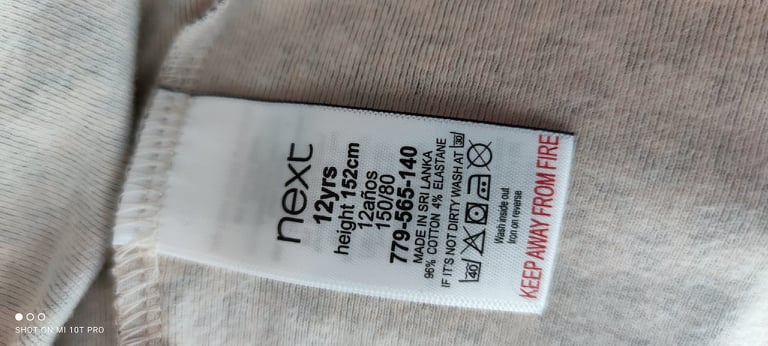 next
12yrs
height 152cm
12años
150/80
779-565-140
MADE IN SRI LANKA
96% COTTON 4% ELASTANE
IF IT'S NOT DIRTY WASH AT 30
40
Wash inside out
Iron on reverse
KEEP AWAY FROM FIRE
SHOT ON MI 10T PRO